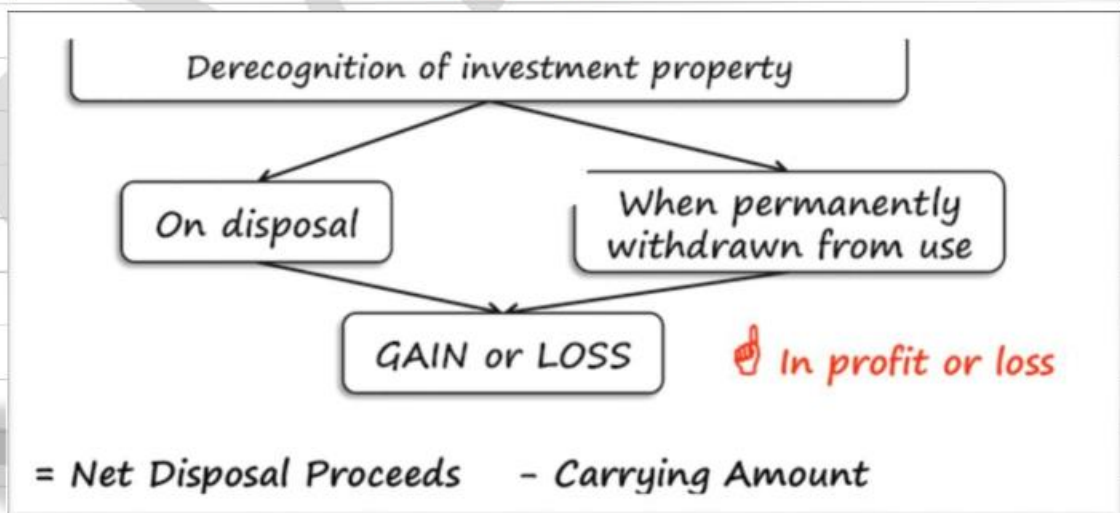 Derecognition of investment property
On disposal
When permanently
withdrawn from use
GAIN or LOSS
In profit or loss
= Net Disposal Proceeds - Carrying Amount